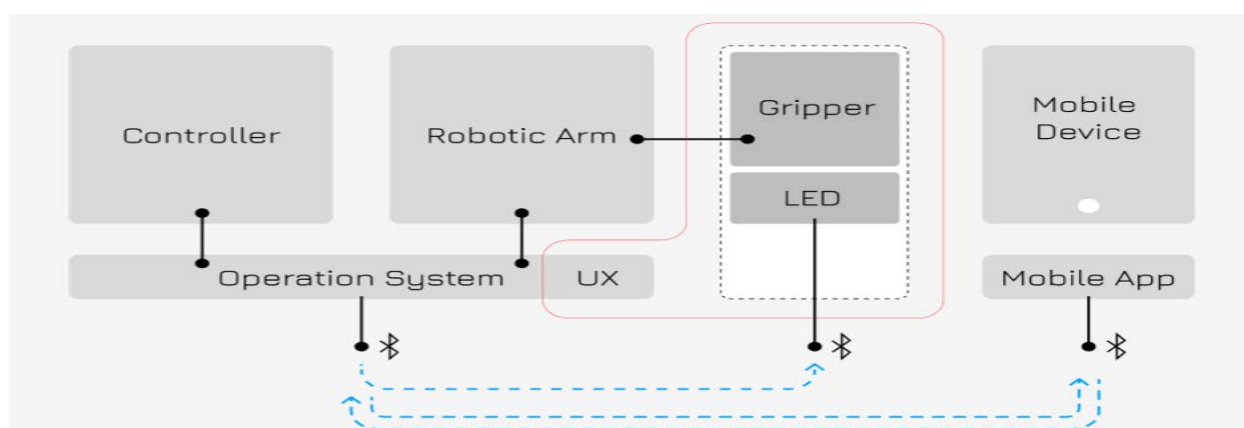 Controller
Robotic Arm
Gripper
LED
Mobile
Device
Operation System
UX
Mobile App